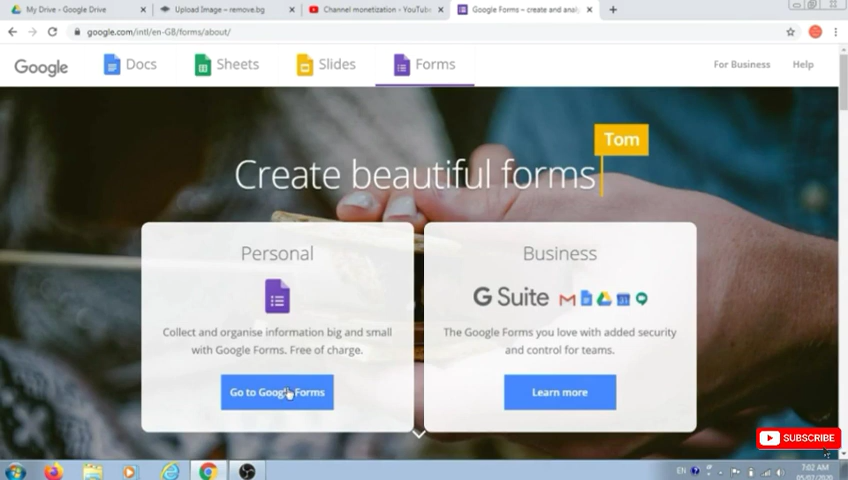 My Drive – Google Drive
Upload Image – remove.bg
Channel monetization - YouTube
Google Forms – create and analy
google.com/intl/en-GB/forms/about/
Google
Docs
Sheets
Slides
Forms
For Business
Help
Tom
Create beautiful forms
Personal
Collect and organise information big and small
with Google Forms. Free of charge.
Go to Google Forms
Business
G Suite
The Google Forms you love with added security
and control for teams.
Learn more
SUBSCRIBE
EN
7:02 AM
05/07/2020